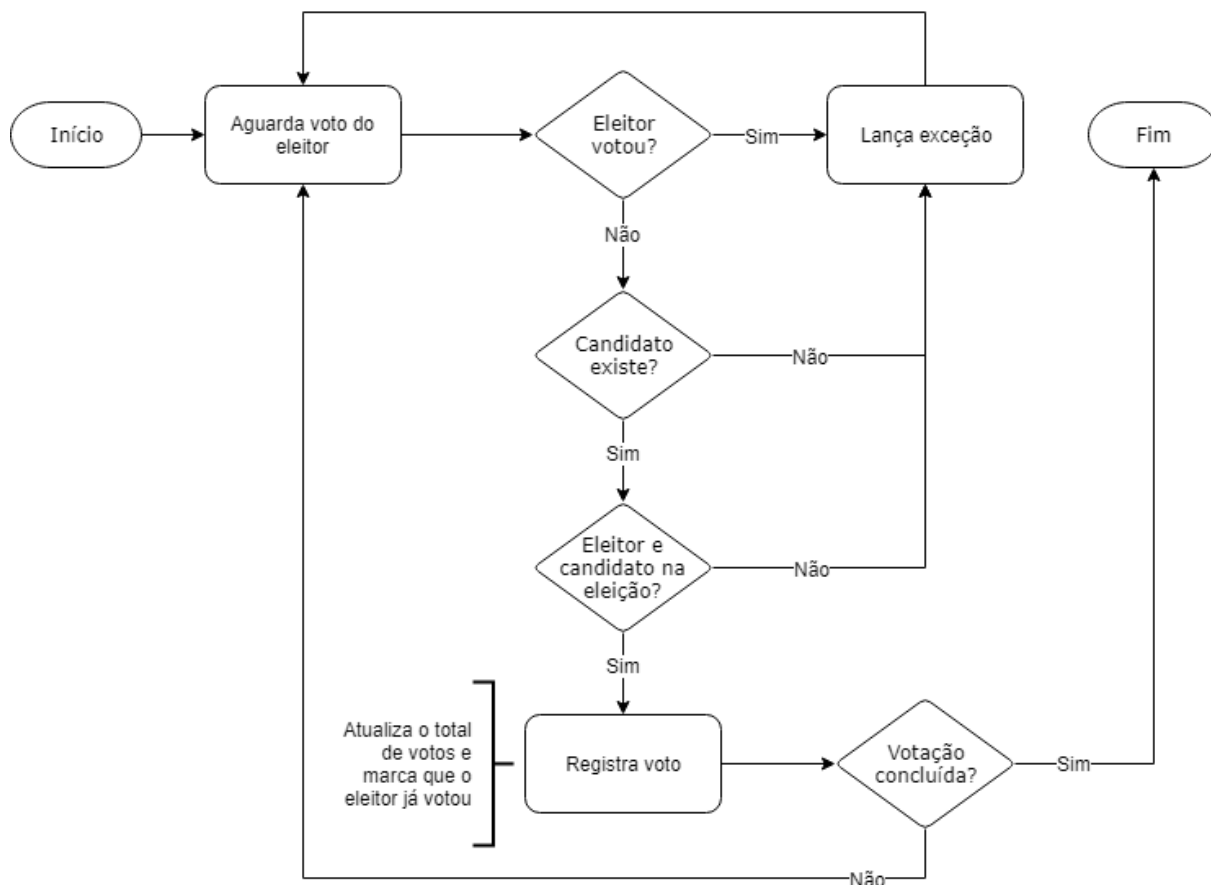 Início
Aguarda voto do
eleitor
Eleitor
votou?
Sim
Lança exceção
Fim
Não
Candidato
existe?
Não
Sim
Eleitor e
candidato na
eleição?
Não
Sim
Atualiza o total
de votos e
marca que o
eleitor já votou
Registra voto
Votação
concluída?
Sim
Não